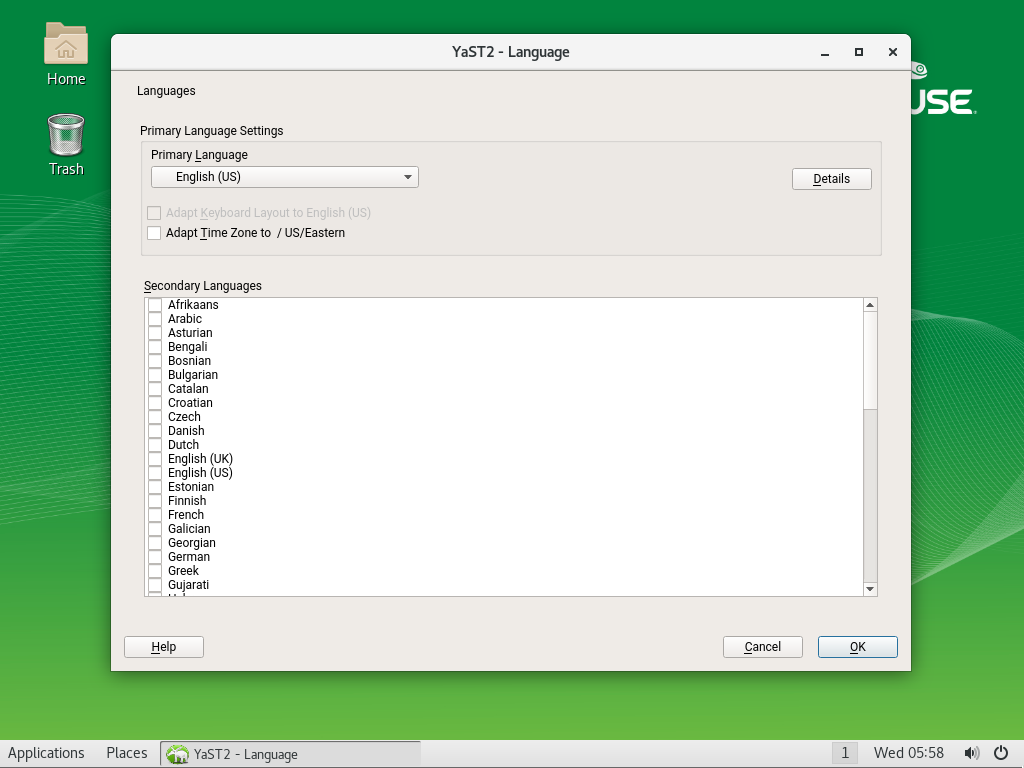 Home
Trash
YaST2 - Language
USE
Languages
Primary Language Settings
Primary Language
English (US)
Details
Adapt Keyboard Layout to English (US)
Adapt Time Zone to / US/Eastern
Secondary Languages
Afrikaans
Arabic
Asturian
Bengali
Bosnian
Bulgarian
Catalan
Croatian
Czech
Danish
Dutch
English (UK)
English (US)
Estonian
Finnish
French
Galician
Georgian
German
Greek
Gujarati
Help
Cancel
OK
Applications Places YaST2 - Language 1 Wed 05:58